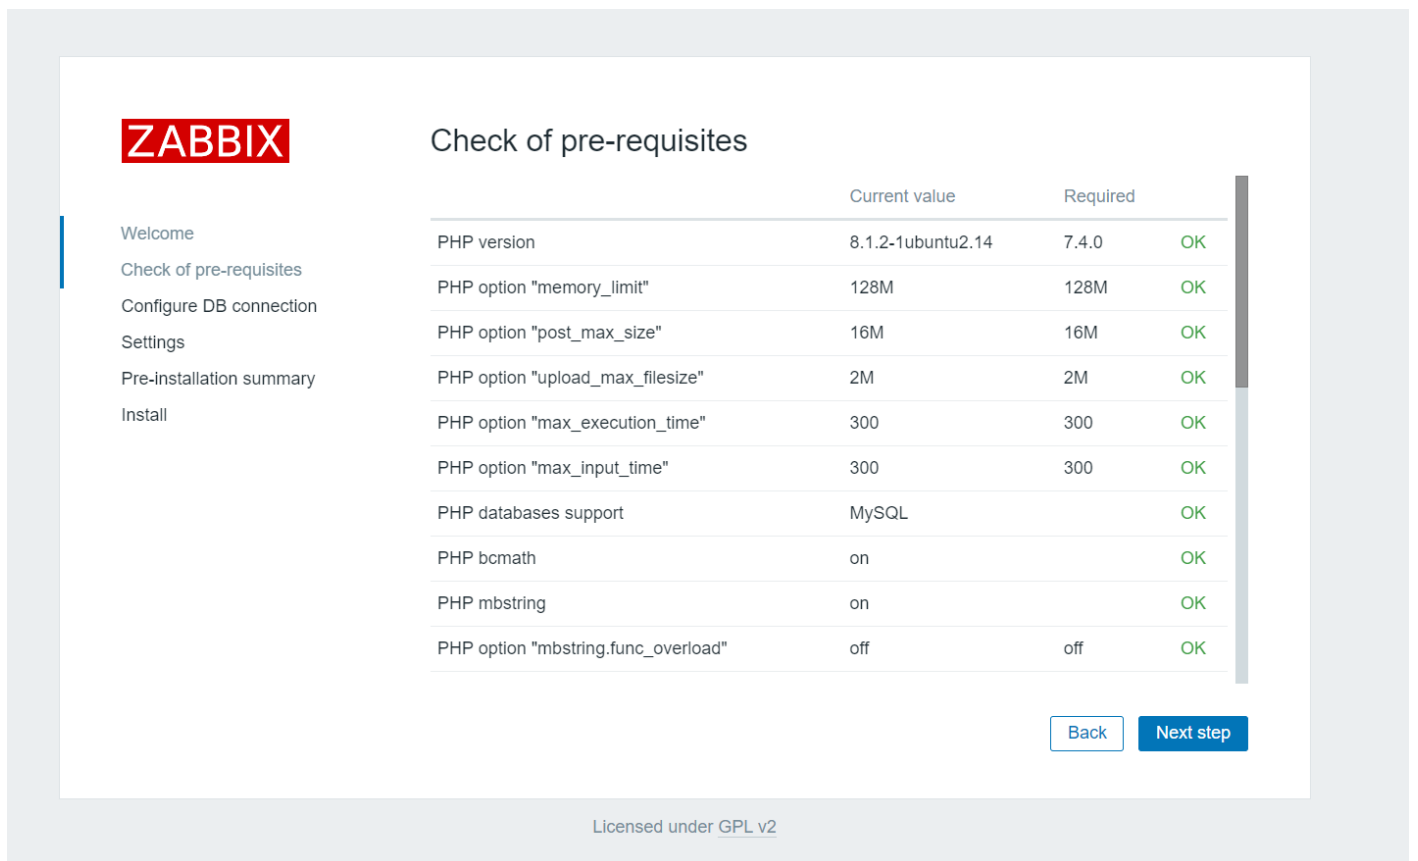 ZABBIX
Welcome
Check of pre-requisites
Configure DB connection
Settings
Pre-installation summary
Install
Check of pre-requisites
Current value Required
PHP version 8.1.2-1ubuntu2.14 7.4.0 OK
PHP option "memory_limit" 128M 128M OK
PHP option "post_max_size" 16M 16M OK
PHP option "upload_max_filesize" 2M 2M OK
PHP option "max_execution_time" 300 300 OK
PHP option "max_input_time" 300 300 OK
PHP databases support MySQL OK
PHP bcmath on OK
PHP mbstring on OK
PHP option "mbstring.func_overload" off off OK
Back Next step
Licensed under GPL v2